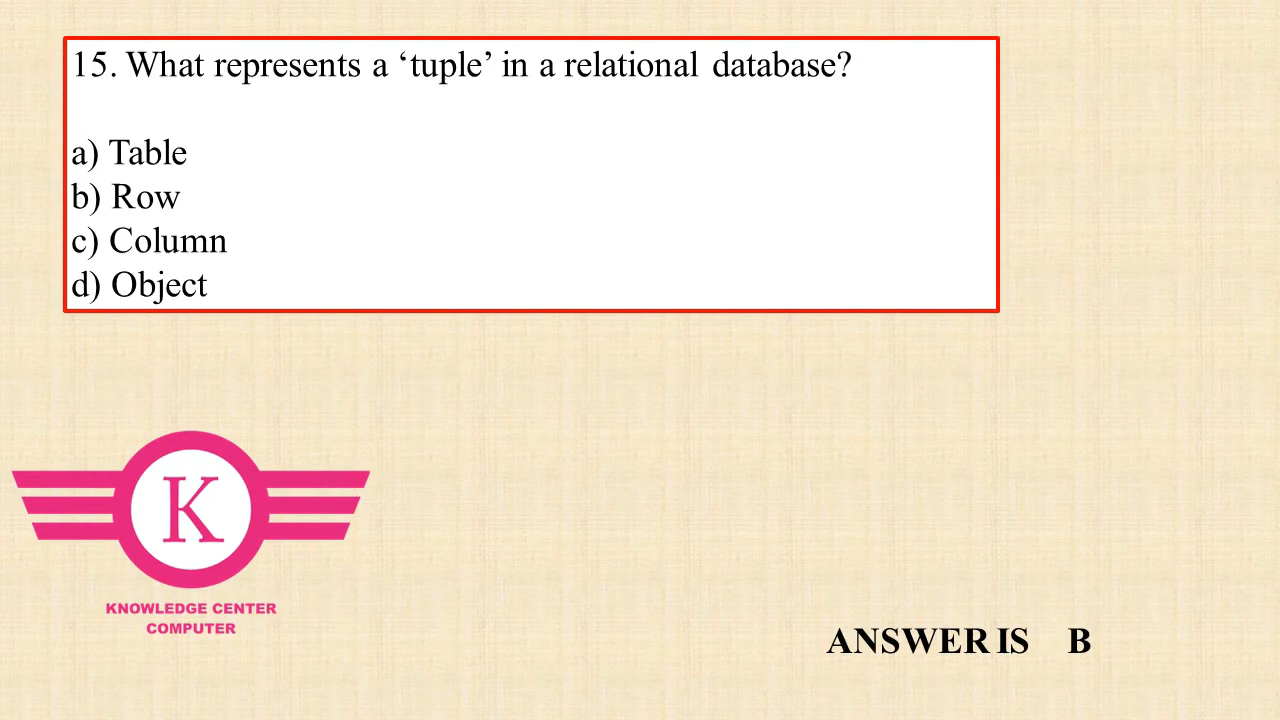 15. What represents a ‘tuple’ in a relational database?
a) Table
b) Row
c) Column
d) Object
K
KNOWLEDGE CENTER
COMPUTER
ANSWER IS B